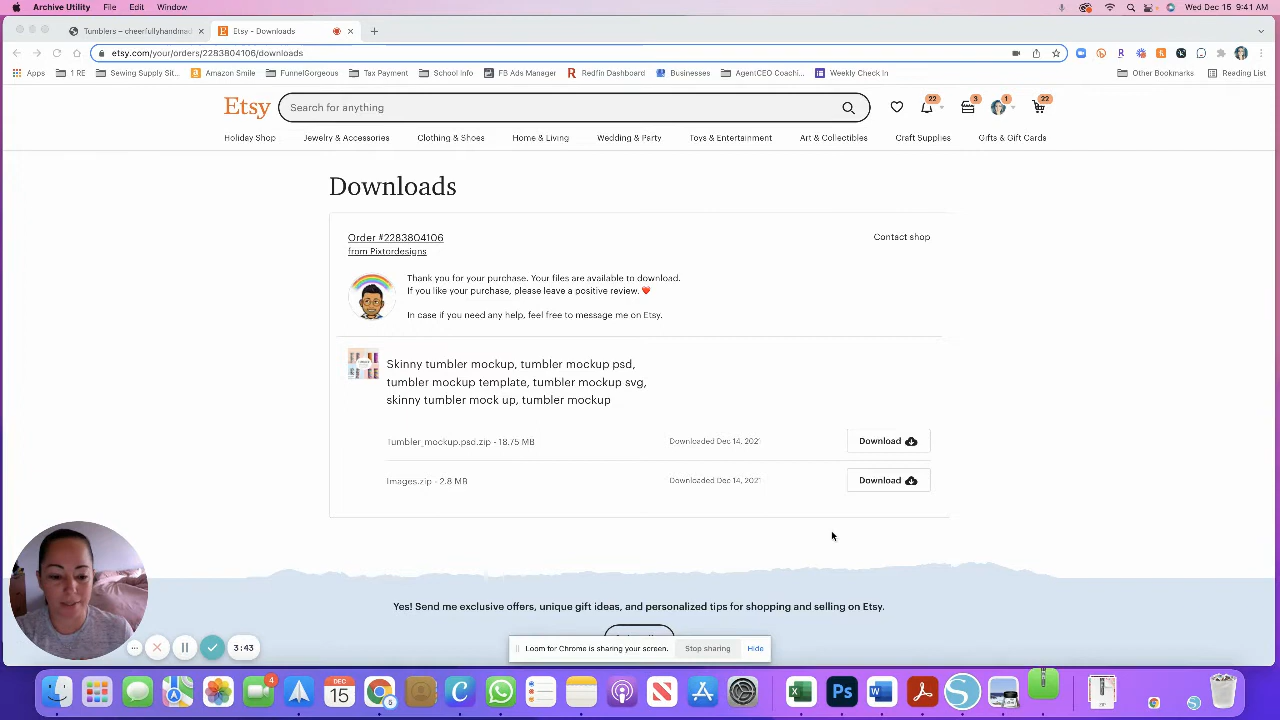 Archive Utility File Edit Window Wed Dec 15 9:41 AM
Tumblers – cheerfullyhandmad Etsy - Downloads
etsy.com/your/orders/2283804106/downloads
Apps 1 RE Sewing Supply Sit... Amazon Smile FunnelGorgeous Tax Payment School Info FB Ads Manager Redfin Dashboard Businesses AgentCEO Coachi... Weekly Check In Other Bookmarks Reading List
Etsy Search for anything 22 3 1 22
Holiday Shop Jewelry & Accessories Clothing & Shoes Home & Living Wedding & Party Toys & Entertainment Art & Collectibles Craft Supplies Gifts & Gift Cards
Downloads
Order #2283804106 Contact shop
from Pixtordesigns
Thank you for your purchase. Your files are available to download.
If you like your purchase, please leave a positive review. ❤️
In case if you need any help, feel free to message me on Etsy.
Skinny tumbler mockup, tumbler mockup psd,
tumbler mockup template, tumbler mockup svg,
skinny tumbler mock up, tumbler mockup
Tumbler_mockup.psd.zip - 18.75 MB Downloaded Dec 14, 2021 Download
Images.zip - 2.8 MB Downloaded Dec 14, 2021 Download
Yes! Send me exclusive offers, unique gift ideas, and personalized tips for shopping and selling on Etsy.
3:43 Loom for Chrome is sharing your screen. Stop sharing Hide
4 DEC 15 Ps